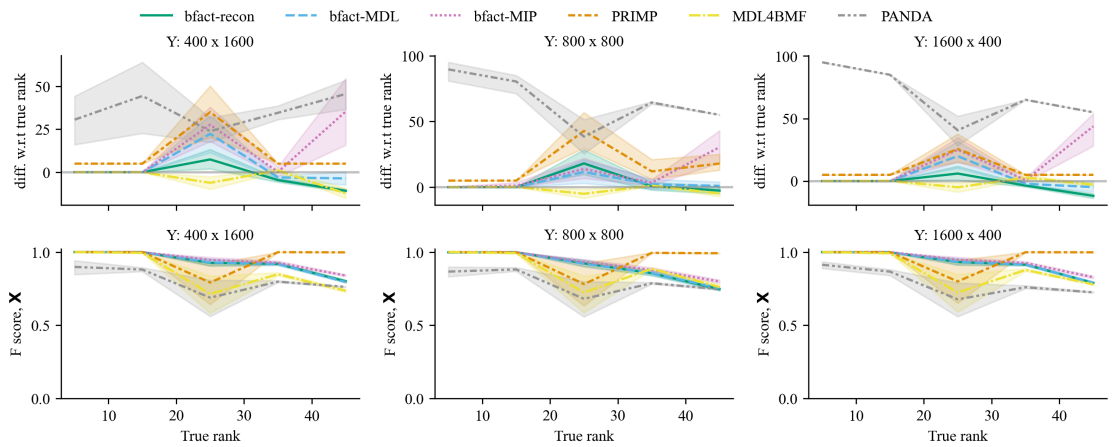 bfact-recon bfact-MDL bfact-MIP PRIMP MDL4BMF PANDA
Y: 400 x 1600 Y: 800 x 800 Y: 1600 x 400
diff. w.r.t true rank
50
25
0
diff. w.r.t true rank
100
50
0
diff. w.r.t true rank
100
50
0
Y: 400 x 1600 Y: 800 x 800 Y: 1600 x 400
F score, X
1.0
0.5
0.0
F score, X
1.0
0.5
0.0
F score, X
1.0
0.5
0.0
10 20 30 40 10 20 30 40 10 20 30 40
True rank True rank True rank